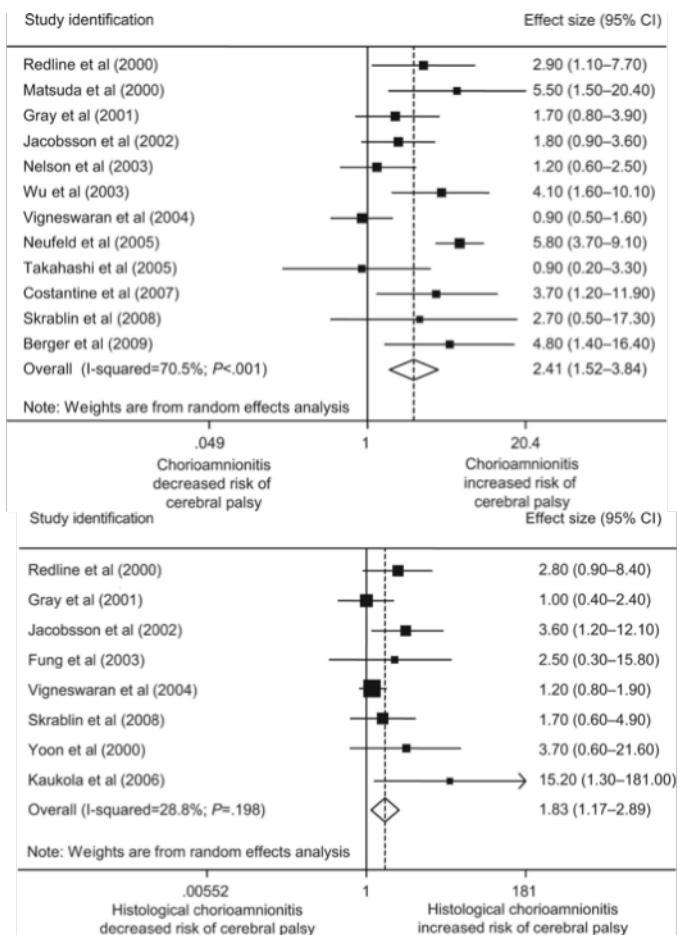 Study identification Effect size (95% CI)
Redline et al (2000) 2.90 (1.10–7.70)
Matsuda et al (2000) 5.50 (1.50–20.40)
Gray et al (2001) 1.70 (0.80–3.90)
Jacobsson et al (2002) 1.80 (0.90–3.60)
Nelson et al (2003) 1.20 (0.60–2.50)
Wu et al (2003) 4.10 (1.60–10.10)
Vigneswaran et al (2004) 0.90 (0.50–1.60)
Neufeld et al (2005) 5.80 (3.70–9.10)
Takahashi et al (2005) 0.90 (0.20–3.30)
Costantine et al (2007) 3.70 (1.20–11.90)
Skrablin et al (2008) 2.70 (0.50–17.30)
Berger et al (2009) 4.80 (1.40–16.40)
Overall (I-squared=70.5%; P<.001) 2.41 (1.52–3.84)
Note: Weights are from random effects analysis
.049 1 20.4
Chorioamnionitis Chorioamnionitis
decreased risk of increased risk of
cerebral palsy cerebral palsy
Study identification Effect size (95% CI)
Redline et al (2000) 2.80 (0.90–8.40)
Gray et al (2001) 1.00 (0.40–2.40)
Jacobsson et al (2002) 3.60 (1.20–12.10)
Fung et al (2003) 2.50 (0.30–15.80)
Vigneswaran et al (2004) 1.20 (0.80–1.90)
Skrablin et al (2008) 1.70 (0.60–4.90)
Yoon et al (2000) 3.70 (0.60–21.60)
Kaukola et al (2006) 15.20 (1.30–181.00)
Overall (I-squared=28.8%; P=.198) 1.83 (1.17–2.89)
Note: Weights are from random effects analysis
.00552 1 181
Histological chorioamnionitis Histological chorioamnionitis
decreased risk of cerebral palsy increased risk of cerebral palsy